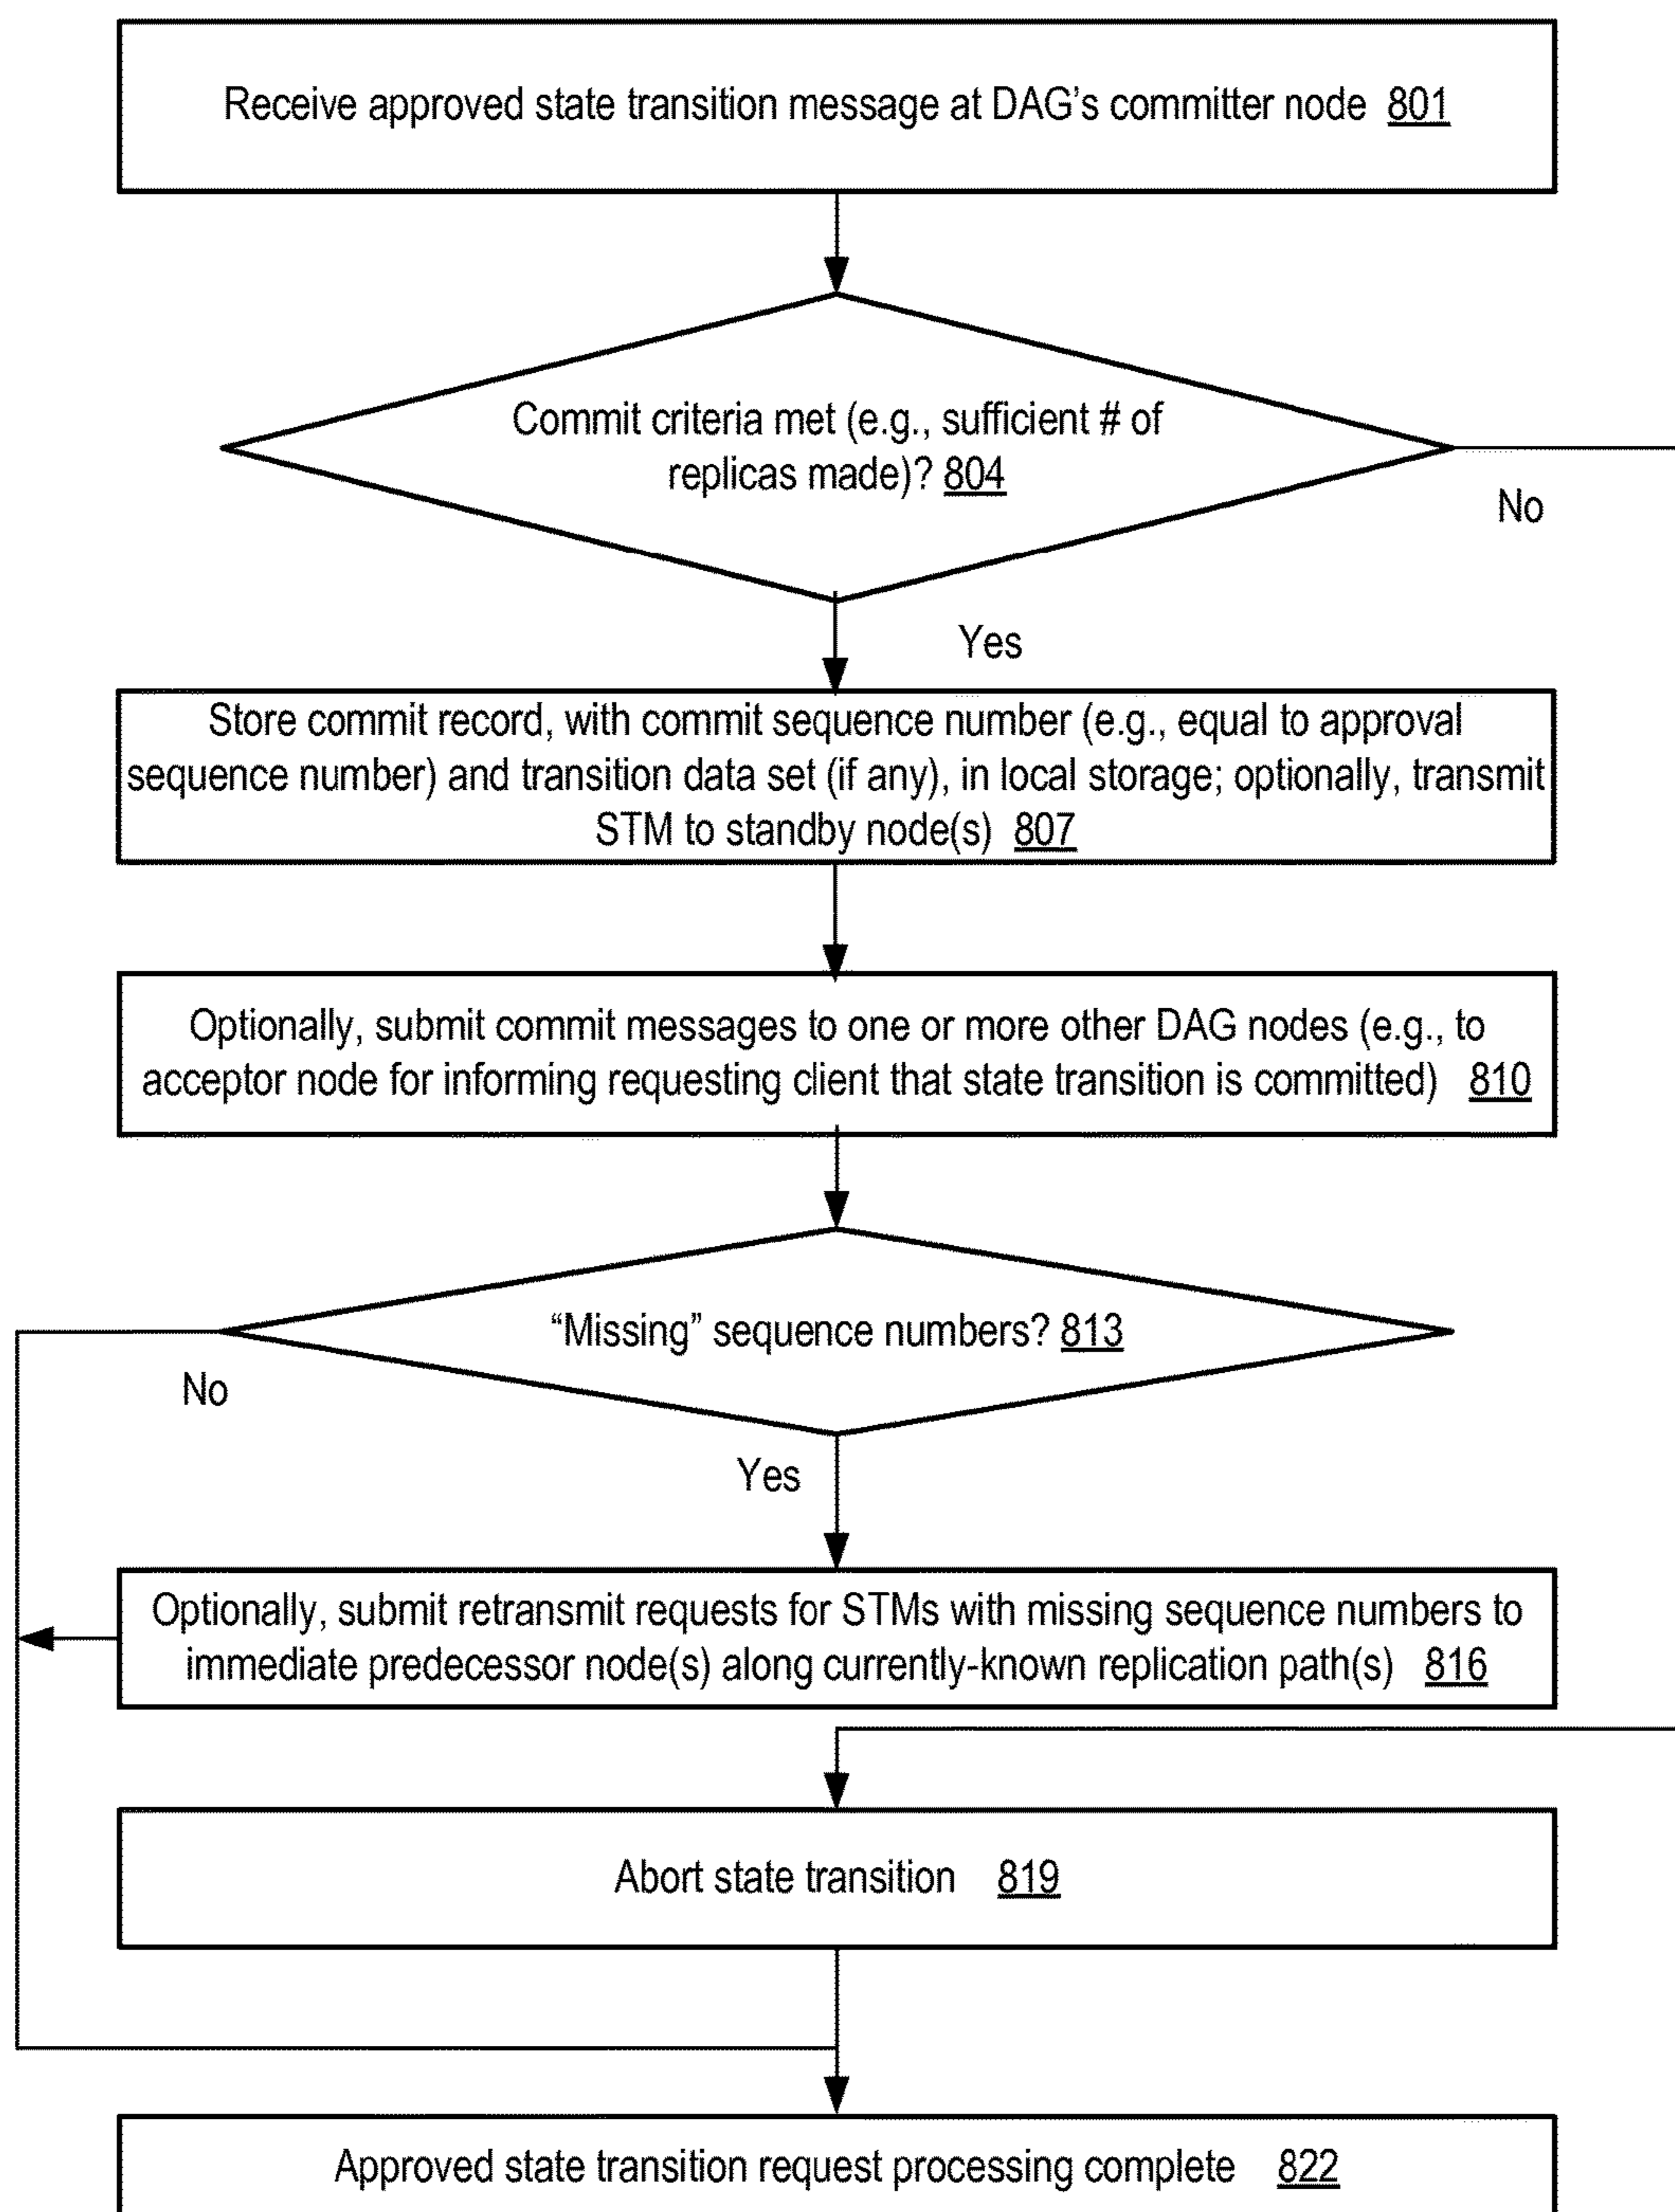 Receive approved state transition message at DAG's committer node 801
Commit criteria met (e.g., sufficient # of
replicas made)? 804
No
Yes
Store commit record, with commit sequence number (e.g., equal to approval
sequence number) and transition data set (if any), in local storage; optionally, transmit
STM to standby node(s) 807
Optionally, submit commit messages to one or more other DAG nodes (e.g., to
acceptor node for informing requesting client that state transition is committed) 810
“Missing” sequence numbers? 813
No
Yes
Optionally, submit retransmit requests for STMs with missing sequence numbers to
immediate predecessor node(s) along currently-known replication path(s) 816
Abort state transition 819
Approved state transition request processing complete 822